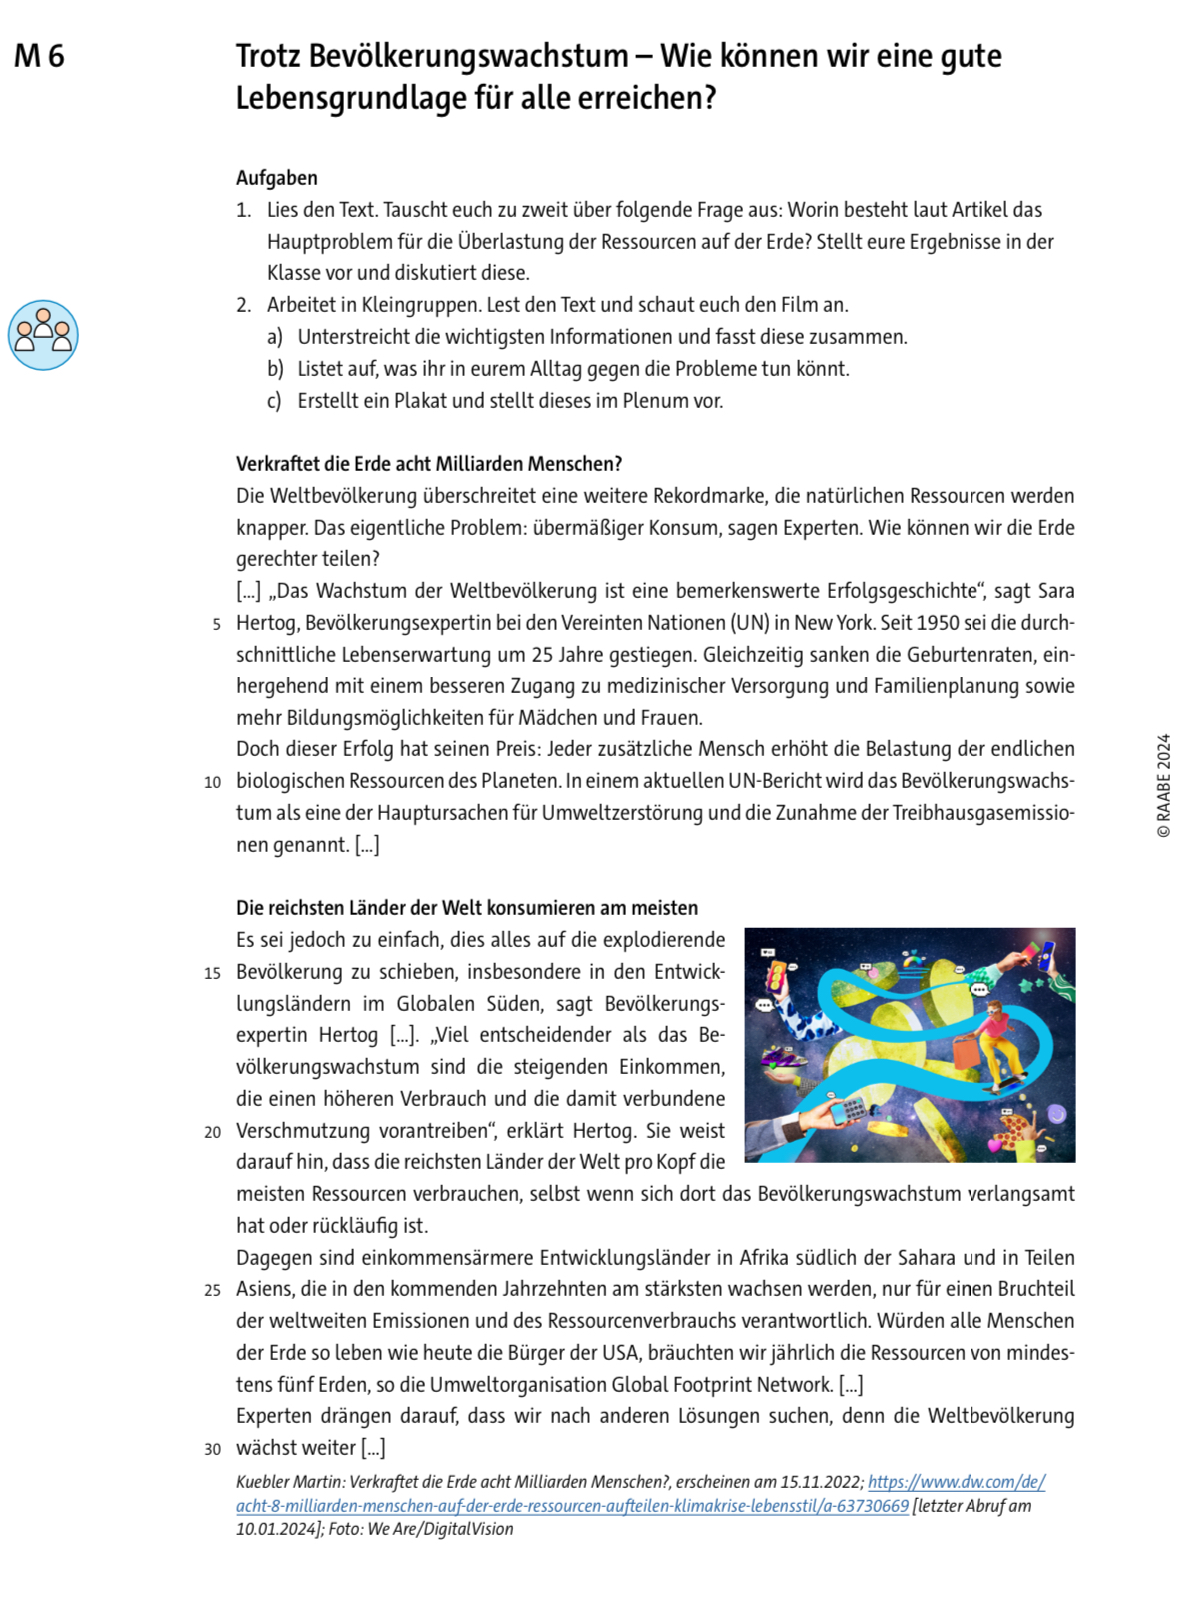 M 6
Trotz Bevölkerungswachstum – Wie können wir eine gute
Lebensgrundlage für alle erreichen?
Aufgaben
1. Lies den Text. Tauscht euch zu zweit über folgende Frage aus: Worin besteht laut Artikel das
Hauptproblem für die Überlastung der Ressourcen auf der Erde? Stellt eure Ergebnisse in der
Klasse vor und diskutiert diese.
2. Arbeitet in Kleingruppen. Lest den Text und schaut euch den Film an.
a) Unterstreicht die wichtigsten Informationen und fasst diese zusammen.
b) Listet auf, was ihr in eurem Alltag gegen die Probleme tun könnt.
c) Erstellt ein Plakat und stellt dieses im Plenum vor.
Verkraftet die Erde acht Milliarden Menschen?
Die Weltbevölkerung überschreitet eine weitere Rekordmarke, die natürlichen Ressourcen werden
knapper. Das eigentliche Problem: übermäßiger Konsum, sagen Experten. Wie können wir die Erde
gerechter teilen?
[...] „Das Wachstum der Weltbevölkerung ist eine bemerkenswerte Erfolgsgeschichte“, sagt Sara
5 Hertog, Bevölkerungsexpertin bei den Vereinten Nationen (UN) in New York. Seit 1950 sei die durch-
schnittliche Lebenserwartung um 25 Jahre gestiegen. Gleichzeitig sanken die Geburtenraten, ein-
hergehend mit einem besseren Zugang zu medizinischer Versorgung und Familienplanung sowie
mehr Bildungsmöglichkeiten für Mädchen und Frauen.
Doch dieser Erfolg hat seinen Preis: Jeder zusätzliche Mensch erhöht die Belastung der endlichen
10 biologischen Ressourcen des Planeten. In einem aktuellen UN-Bericht wird das Bevölkerungswachs-
tum als eine der Hauptursachen für Umweltzerstörung und die Zunahme der Treibhausgasemissio-
nen genannt. [...]
Die reichsten Länder der Welt konsumieren am meisten
Es sei jedoch zu einfach, dies alles auf die explodierende
15 Bevölkerung zu schieben, insbesondere in den Entwick-
lungsländern im Globalen Süden, sagt Bevölkerungs-
expertin Hertog [...]. „Viel entscheidender als das Be-
völkerungswachstum sind die steigenden Einkommen,
die einen höheren Verbrauch und die damit verbundene
20 Verschmutzung vorantreiben“, erklärt Hertog. Sie weist
darauf hin, dass die reichsten Länder der Welt pro Kopf die
meisten Ressourcen verbrauchen, selbst wenn sich dort das Bevölkerungswachstum verlangsamt
hat oder rückläufig ist.
Dagegen sind einkommensärmere Entwicklungsländer in Afrika südlich der Sahara und in Teilen
25 Asiens, die in den kommenden Jahrzehnten am stärksten wachsen werden, nur für einen Bruchteil
der weltweiten Emissionen und des Ressourcenverbrauchs verantwortlich. Würden alle Menschen
der Erde so leben wie heute die Bürger der USA, bräuchten wir jährlich die Ressourcen von mindes-
tens fünf Erden, so die Umweltorganisation Global Footprint Network. [...]
Experten drängen darauf, dass wir nach anderen Lösungen suchen, denn die Weltbevölkerung
30 wächst weiter [...]
Kuebler Martin: Verkraftet die Erde acht Milliarden Menschen?, erscheinen am 15.11.2022; https://www.dw.com/de/
acht-8-milliarden-menschen-auf-der-erde-ressourcen-aufteilen-klimakrise-lebensstil/a-63730669 [letzter Abruf am
10.01.2024]; Foto: We Are/DigitalVision
© RAABE 2024